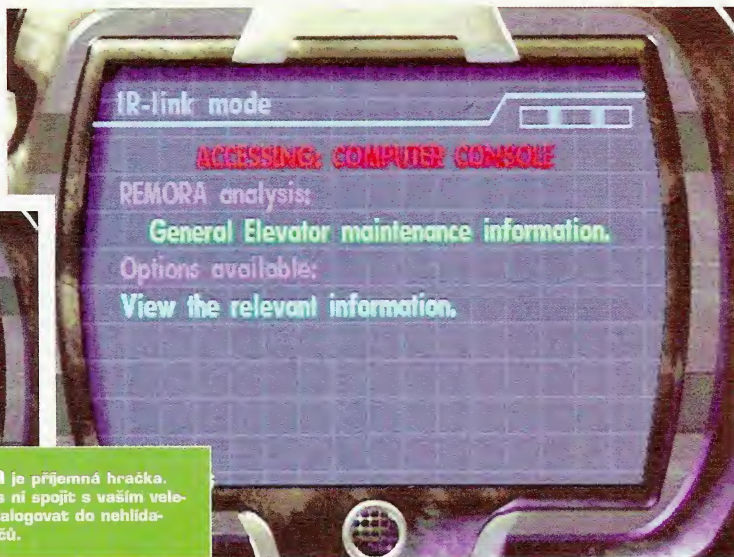 IR-link mode
ACCESSING: COMPUTER CONSOLE
REMORA analysis:
General Elevator maintenance information.
Options available:
View the relevant information.
je příjemná hračka.
s ní spojit s vaším vele-
alogovat do nehlída-
čů.